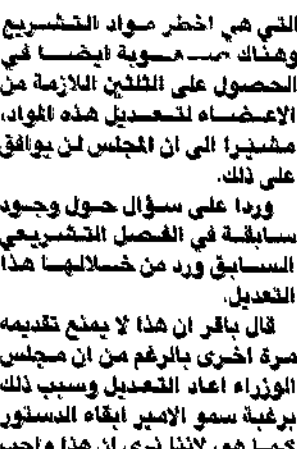 التي هي اخطر مواد التشريع
وهناك صعوبة ايضا في
الحصول على الثلثين اللازمة من
الاعضاء لتعديل هذه المواد،
مشيرا الى ان المجلس لن يوافق
على ذلك.
وردا على سؤال حول وجود
سابقة في الفصل التشريعي
السابق ورد من خلالها هذا
التعديل.
قال باقر ان هذا لا يمنع تقديمه
مرة اخرى بالرغم من ان مجلس
الوزراء اعاد التعديل وسبب ذلك
برغبة سمو الامير ابقاء الدستور
كما هو، لاننا نرى ان هذا واجب